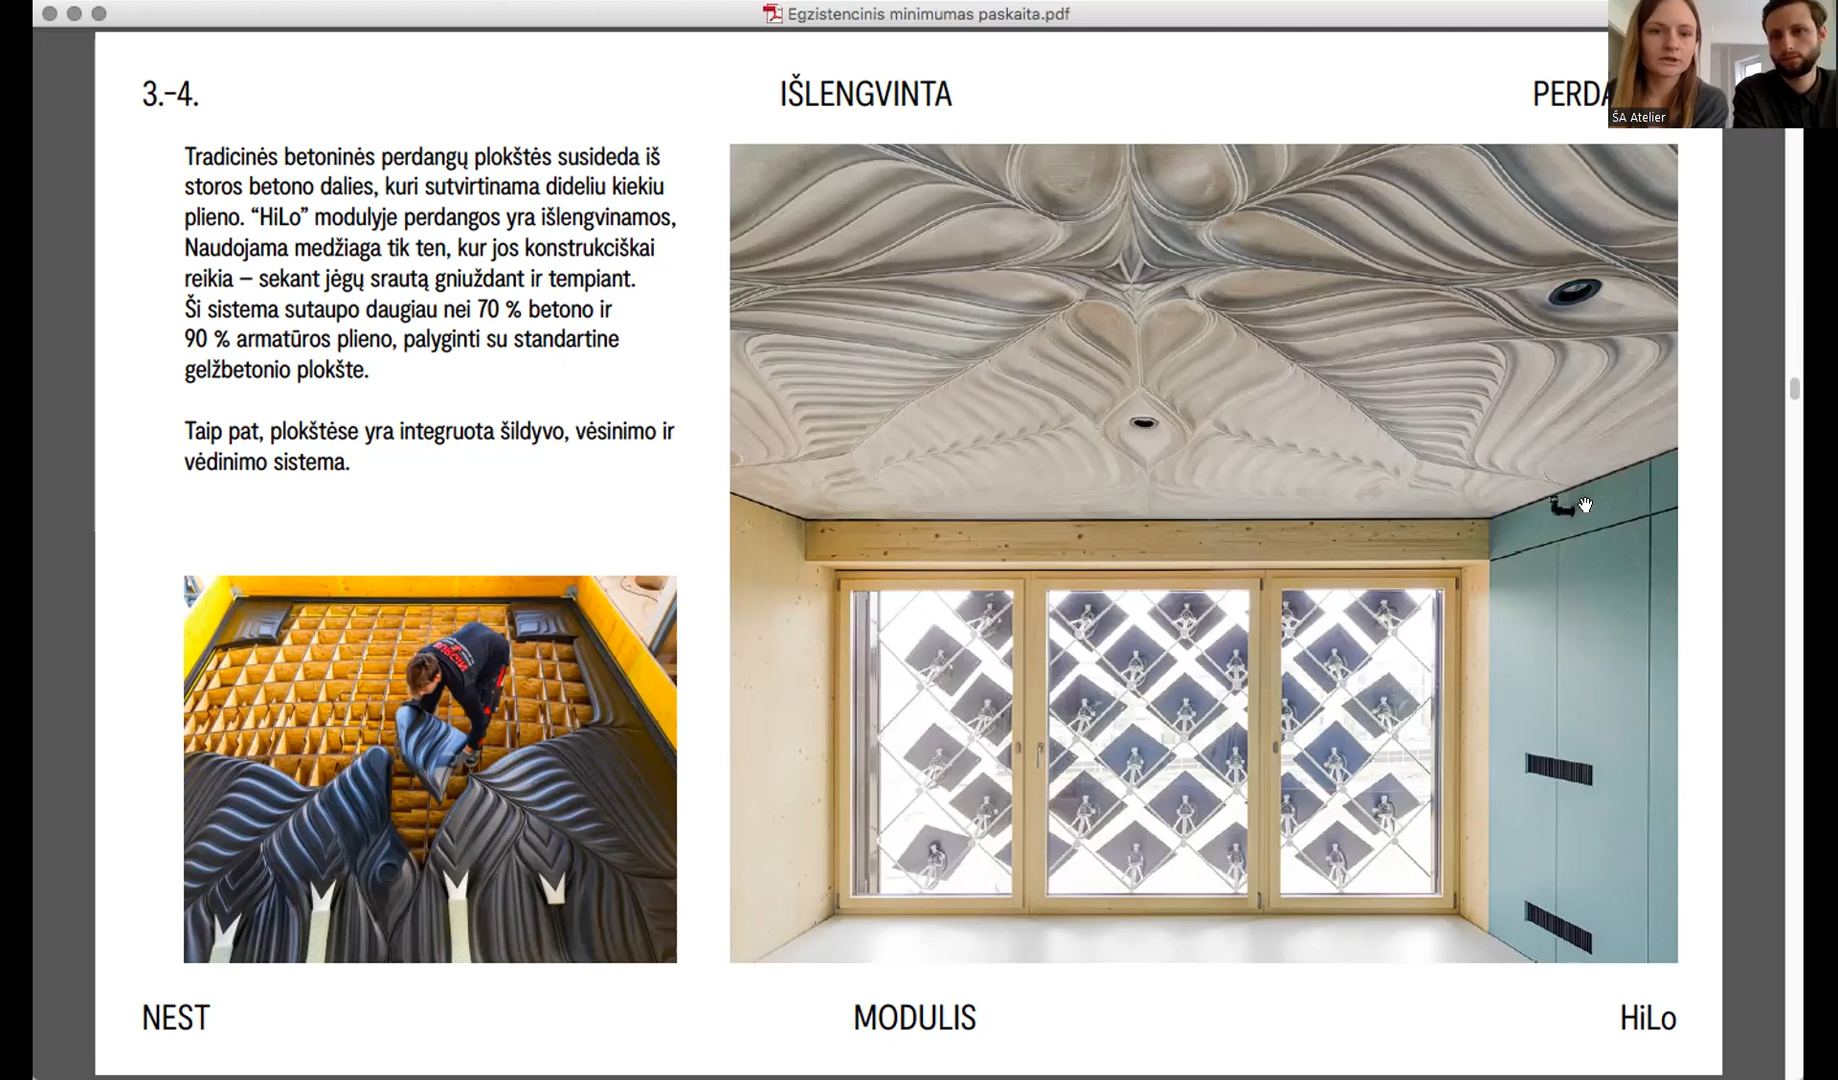 Egzistencinis minimumas paskaita.pdf
3.-4.
IŠLENGVINTA
ŠA Atelier
Tradicinės betoninės perdangų plokštės susideda iš
storos betono dalies, kuri sutvirtinama dideliu kiekiu
plieno. “HiLo” modulyje perdangos yra išlengvinamos,
Naudojama medžiaga tik ten, kur jos konstrukciškai
reikia – sekant jėgų srautą gniuždant ir tempiant.
Ši sistema sutaupo daugiau nei 70 % betono ir
90 % armatūros plieno, palyginti su standartine
gelžbetonio plokšte.
Taip pat, plokštėse yra integruota šildyvo, vėsinimo ir
vėdinimo sistema.
NEST
MODULIS
HiLo